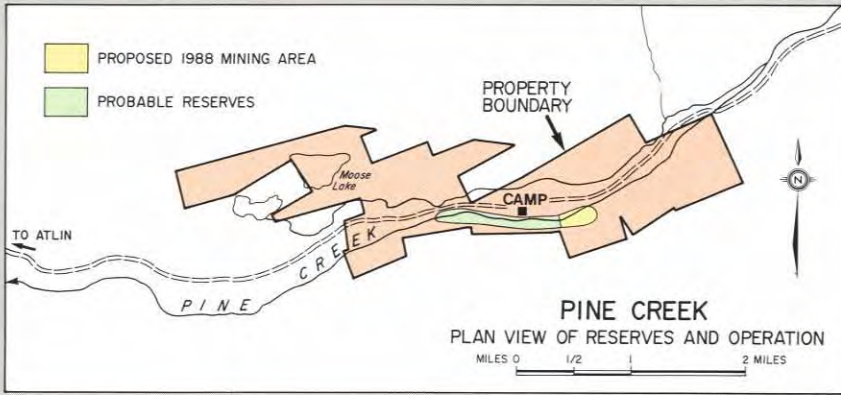 PROPOSED 1988 MINING AREA
PROBABLE RESERVES
PROPERTY
BOUNDARY
Moose
Lake
CAMP
N
TO ATLIN
PINE CREEK
PINE CREEK
PLAN VIEW OF RESERVES AND OPERATION
MILES 0 1/2 1 2 MILES